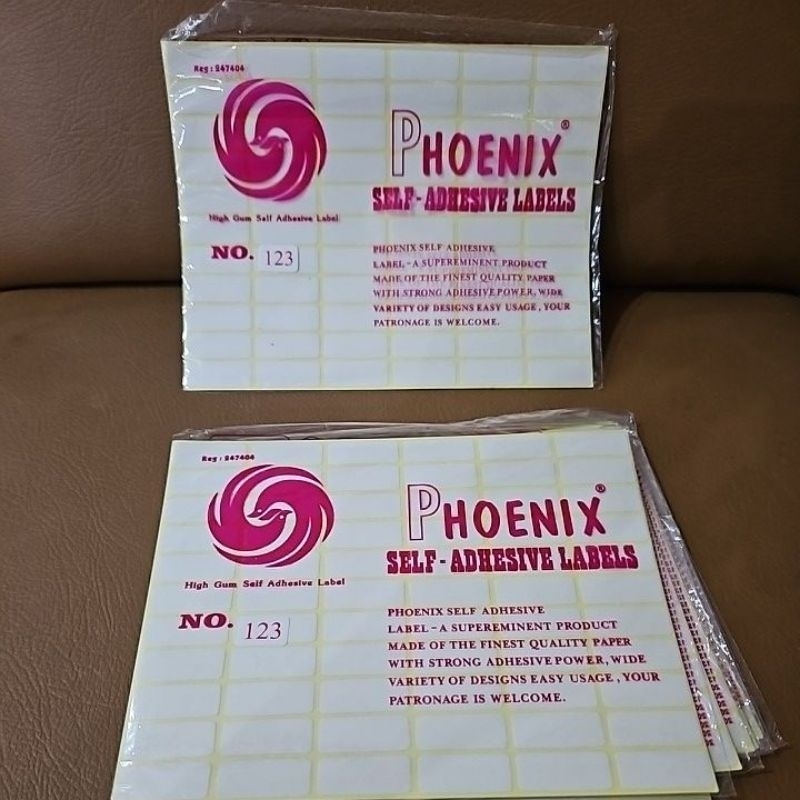 Reg : 247404
PHOENIX®
SELF-ADHESIVE LABELS
High Gum Self Adhesive Label
NO. 123
PHOENIX SELF ADHESIVE
LABEL - A SUPEREMINENT PRODUCT
MADE OF THE FINEST QUALITY PAPER
WITH STRONG ADHESIVE POWER, WIDE
VARIETY OF DESIGNS EASY USAGE, YOUR
PATRONAGE IS WELCOME.
Reg : 247404
PHOENIX®
SELF-ADHESIVE LABELS
High Gum Self Adhesive Label
NO. 123
PHOENIX SELF ADHESIVE
LABEL - A SUPEREMINENT PRODUCT
MADE OF THE FINEST QUALITY PAPER
WITH STRONG ADHESIVE POWER, WIDE
VARIETY OF DESIGNS EASY USAGE, YOUR
PATRONAGE IS WELCOME.